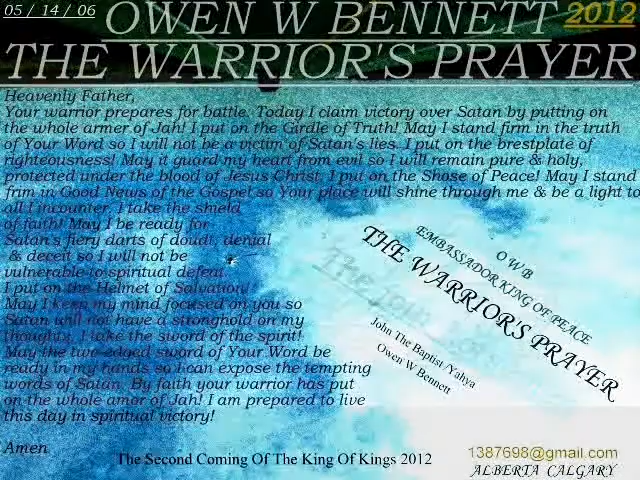 05 / 14 / 06
OWEN W BENNETT 2012
THE WARRIOR'S PRAYER
Heavenly Father,
Your warrior prepares for battle. Today I claim victory over Satan by putting on
the whole armer of Jah! I put on the Girdle of Truth! May I stand firm in the truth
of Your Word so I will not be a victim of Satan's lies. I put on the brestplate of
righteousness! May it guard my heart from evil so I will remain pure & holy,
protected under the blood of Jesus Christ. I put on the Shose of Peace! May I stand
frim in Good News of the Gospel so Your place will shine through me & be a light to
all I incounter. I take the shield
of faith! May I be ready for
Satan's fiery darts of doudt, denial
& deceit so I will not be
vulnerable to spiritual defeat.
I put on the Helmet of Salvation!
May I keep my mind focused on you so
Satan will not have a stronghold on my
thoughts. I take the sword of the spirit!
May the two-edged sword of Your Word be
ready in my hands so I can expose the tempting
words of Satan. By faith your warrior has put
on the whole amor of Jah! I am prepared to live
this day in spiritual victory!
Amen
O W B
EMBASSADOR KING OF PEACE
THE WARRIOR'S PRAYER
John The Baptist /Yahya
Owen W Bennett
The Second Coming Of The King Of Kings 2012
1387698@gmail.com
ALBERTA CALGARY